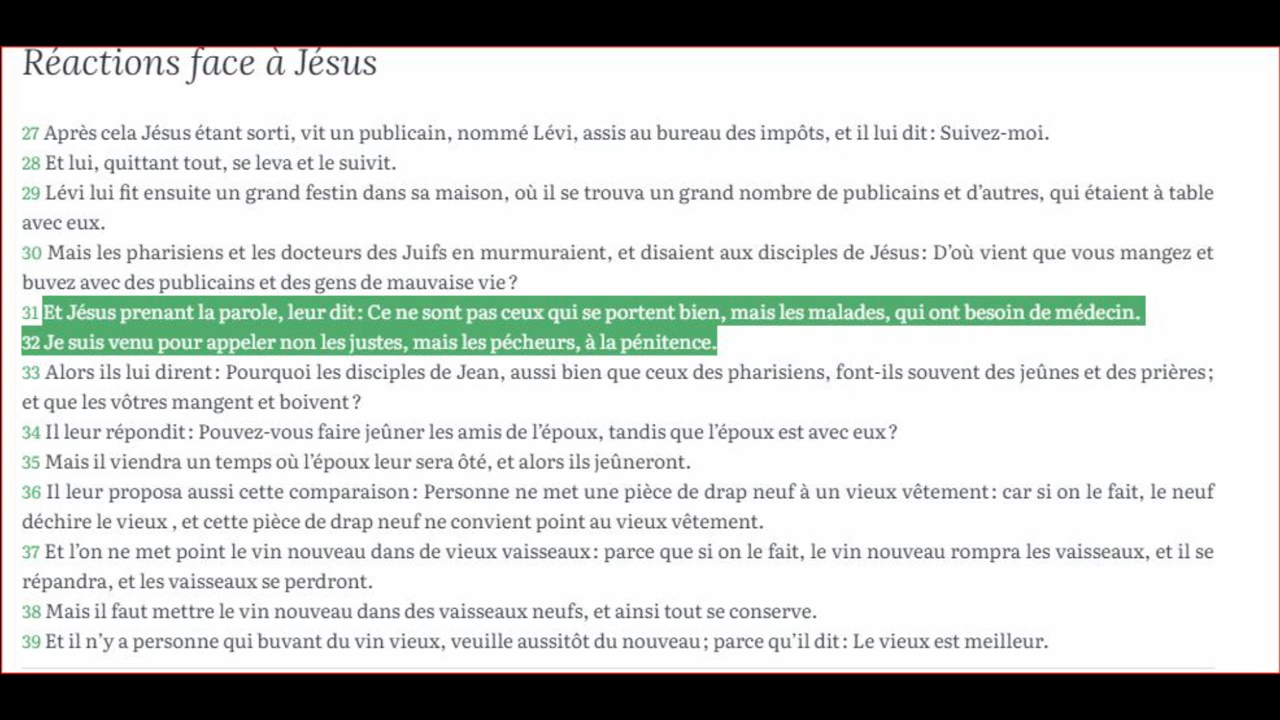 Réactions face à Jésus
27 Après cela Jésus étant sorti, vit un publicain, nommé Lévi, assis au bureau des impôts, et il lui dit : Suivez-moi.
28 Et lui, quittant tout, se leva et le suivit.
29 Lévi lui fit ensuite un grand festin dans sa maison, où il se trouva un grand nombre de publicains et d’autres, qui étaient à table
avec eux.
30 Mais les pharisiens et les docteurs des Juifs en murmuraient, et disaient aux disciples de Jésus : D’où vient que vous mangez et
buvez avec des publicains et des gens de mauvaise vie ?
31 Et Jésus prenant la parole, leur dit : Ce ne sont pas ceux qui se portent bien, mais les malades, qui ont besoin de médecin.
32 Je suis venu pour appeler non les justes, mais les pécheurs, à la pénitence.
33 Alors ils lui dirent : Pourquoi les disciples de Jean, aussi bien que ceux des pharisiens, font-ils souvent des jeûnes et des prières ;
et que les vôtres mangent et boivent ?
34 Il leur répondit : Pouvez-vous faire jeûner les amis de l’époux, tandis que l’époux est avec eux ?
35 Mais il viendra un temps où l’époux leur sera ôté, et alors ils jeûneront.
36 Il leur proposa aussi cette comparaison : Personne ne met une pièce de drap neuf à un vieux vêtement : car si on le fait, le neuf
déchire le vieux , et cette pièce de drap neuf ne convient point au vieux vêtement.
37 Et l’on ne met point le vin nouveau dans de vieux vaisseaux : parce que si on le fait, le vin nouveau rompra les vaisseaux, et il se
répandra, et les vaisseaux se perdront.
38 Mais il faut mettre le vin nouveau dans des vaisseaux neufs, et ainsi tout se conserve.
39 Et il n’y a personne qui buvant du vin vieux, veuille aussitôt du nouveau ; parce qu’il dit : Le vieux est meilleur.